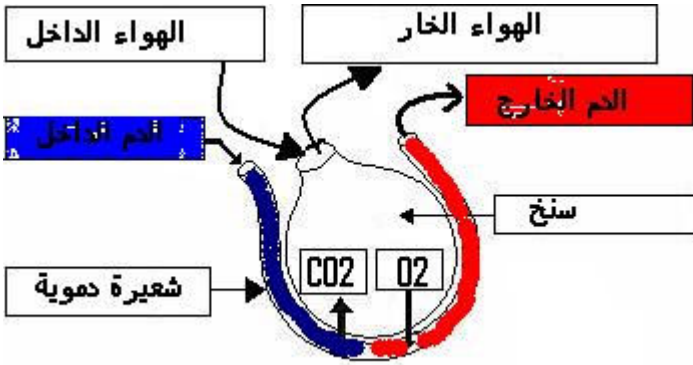 الهواء الخار
الهواء الداخل
الدم الخارج
الدم الداخل
سنخ
CO2
O2
شعيرة دموية